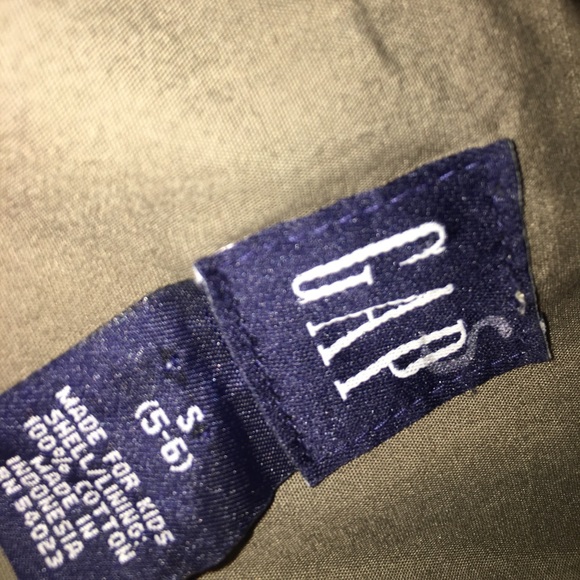 GAP
S
(5-6)
MADE FOR KIDS
SHELL/LINING:
100% COTTON
MADE IN
INDONESIA
RN 54023